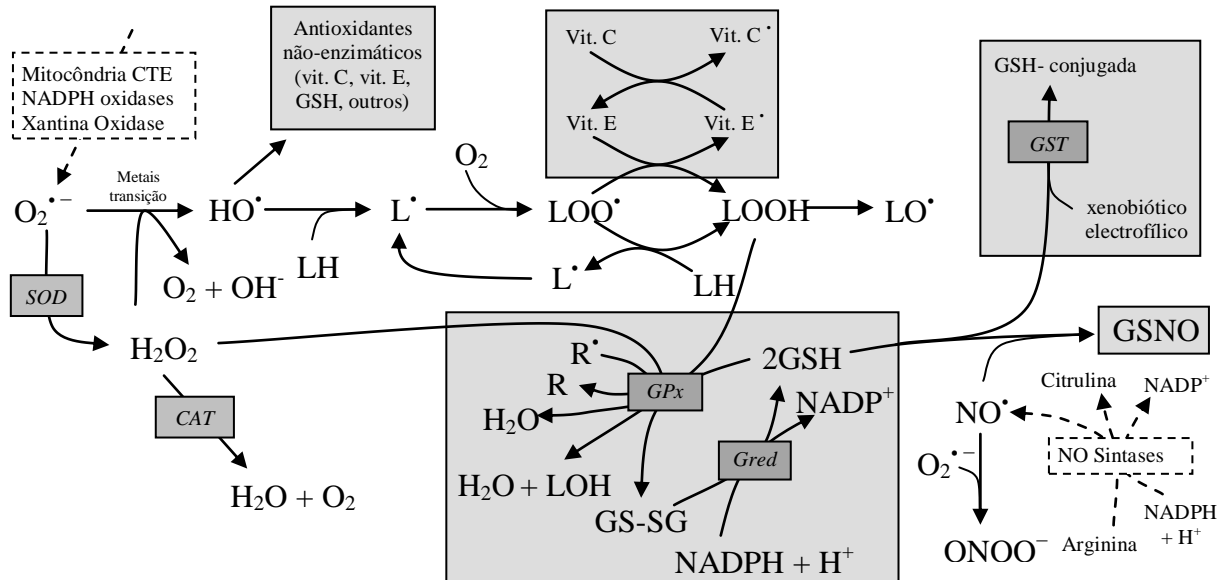 Mitocôndria CTE
NADPH oxidases
Xantina Oxidase
Antioxidantes
não-enzimáticos
(vit. C, vit. E,
GSH, outros)
Vit. C
Vit. C•
Vit. E
Vit. E•
GSH- conjugada
GST
xenobiótico
electrofílico
O₂•−
Metais
transição
HO•
L•
O₂
LOO•
LOOH
LO•
SOD
O₂ + OH⁻
LH
L•
LH
H₂O₂
CAT
H₂O + O₂
R•
R
H₂O
GPx
2GSH
NADP⁺
Gred
H₂O + LOH
GS-SG
NADPH + H⁺
GSNO
Citrulina
NADP⁺
NO•
NO Sintases
O₂•−
ONOO⁻
Arginina
NADPH
+ H⁺